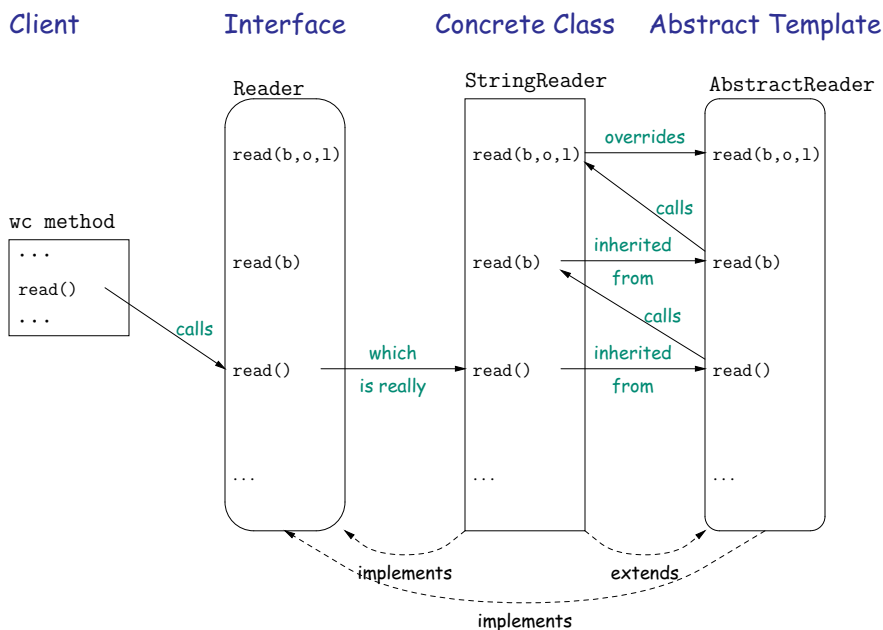 Client Interface Concrete Class Abstract Template
Reader StringReader AbstractReader
overrides
read(b,o,l) read(b,o,l) read(b,o,l)
calls
wc method
...
inherited
read(b) read(b) read(b)
from
read()
...
calls
calls
which inherited
read() read() read()
is really from
... ... ...
implements extends
implements